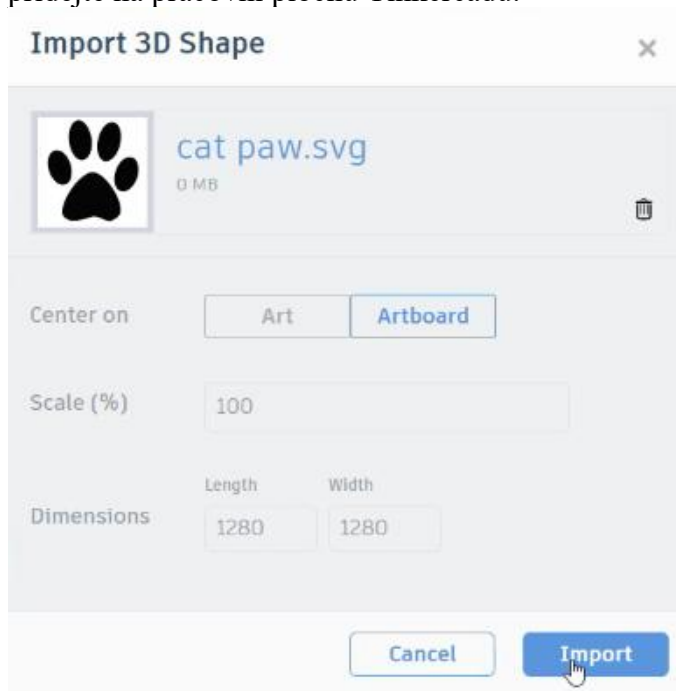 Import 3D Shape
cat paw.svg
0 MB
Center on
Art
Artboard
Scale (%)
100
Length
Width
Dimensions
1280
1280
Cancel
Import